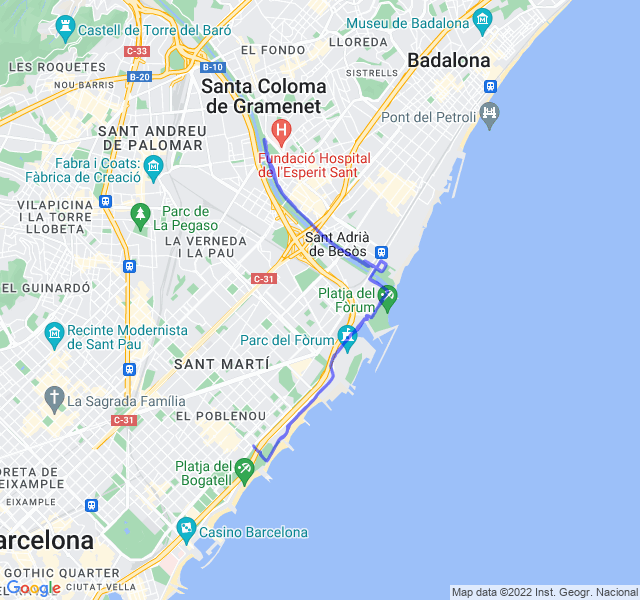 Castell de Torre del Baró
C-33
B-10
EL FONDO
LLOREDA
Museu de Badalona
Badalona
LES ROQUETES
NOU BARRIS
B-20
SISTRELLS
Santa Coloma
de Gramenet
Pont del Petroli
SANT ANDREU
DE PALOMAR
H
Fundació Hospital
de l'Esperit Sant
Fabra i Coats:
Fàbrica de Creació
VILAPICINA
I LA TORRE
LLOBETA
Parc de
La Pegaso
LA VERNEDA
I LA PAU
Sant Adrià
de Besòs
C-31
EL GUINARDÓ
Platja del
Fòrum
Recinte Modernista
de Sant Pau
Parc del Fòrum
SANT MARTÍ
La Sagrada Família
C-31
EL POBLENOU
Platja del
Bogatell
DRETA DE
EIXAMPLE
EIXAMPLE
Casino Barcelona
arcelona
GOTHIC QUARTER
CIUTAT VELLA
Google
Map data ©2022 Inst. Geogr. Nacional